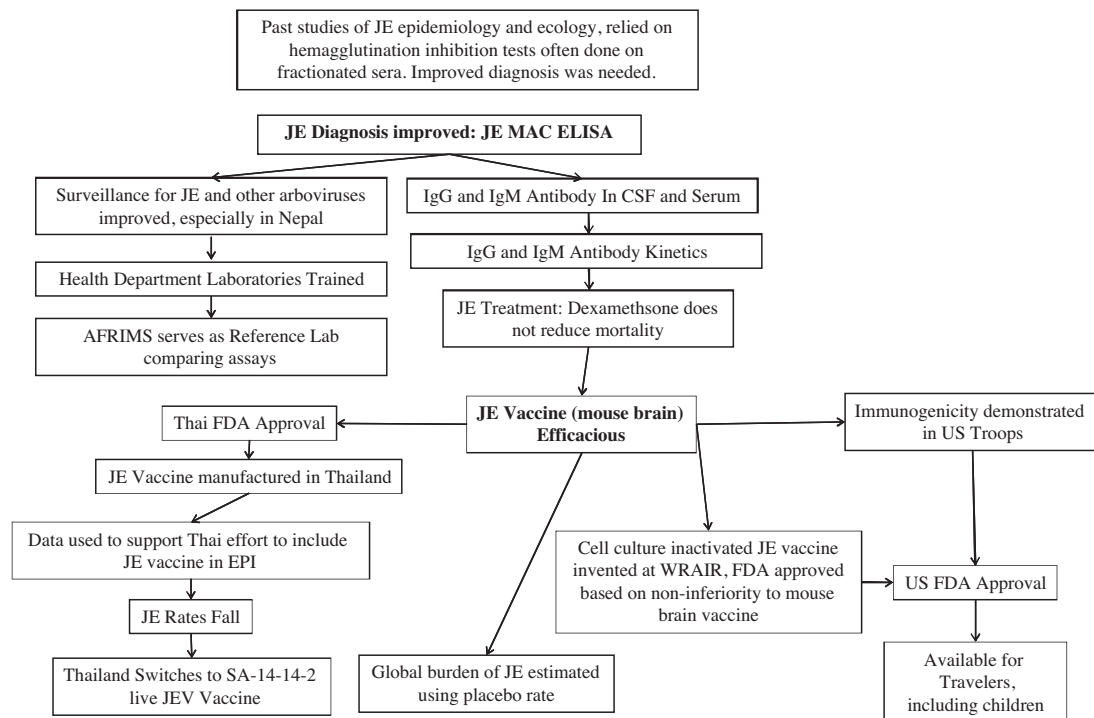 Past studies of JE epidemiology and ecology, relied on
hemagglutination inhibition tests often done on
fractionated sera. Improved diagnosis was needed.
JE Diagnosis improved: JE MAC ELISA
Surveillance for JE and other arboviruses
improved, especially in Nepal
IgG and IgM Antibody In CSF and Serum
Health Department Laboratories Trained
IgG and IgM Antibody Kinetics
AFRIMS serves as Reference Lab
comparing assays
JE Treatment: Dexamethsone does
not reduce mortality
Thai FDA Approval
JE Vaccine (mouse brain)
Efficacious
Immunogenicity demonstrated
in US Troops
JE Vaccine manufactured in Thailand
Data used to support Thai effort to include
JE vaccine in EPI
Cell culture inactivated JE vaccine
invented at WRAIR, FDA approved
based on non-inferiority to mouse
brain vaccine
US FDA Approval
JE Rates Fall
Thailand Switches to SA-14-14-2
live JEV Vaccine
Global burden of JE estimated
using placebo rate
Available for
Travelers,
including children